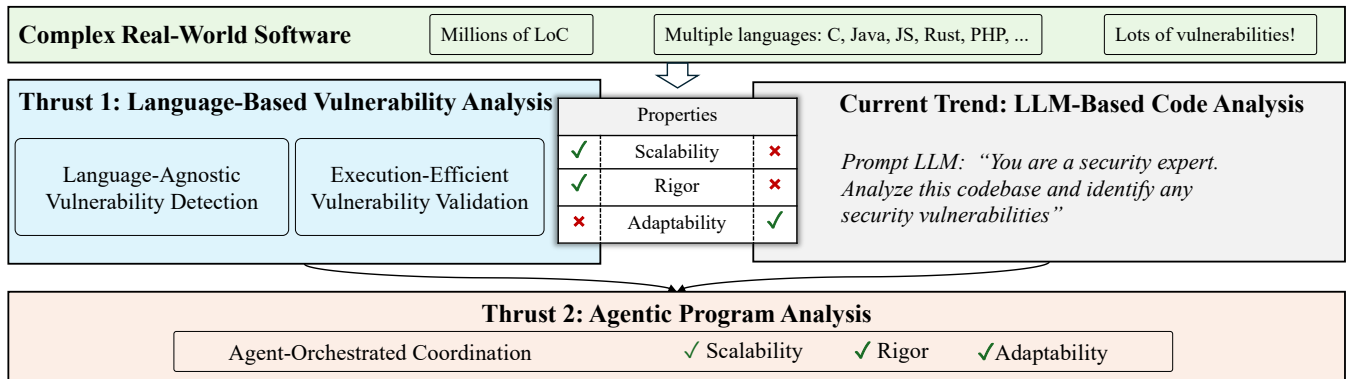 Complex Real-World Software
Millions of LoC
Multiple languages: C, Java, JS, Rust, PHP, ...
Lots of vulnerabilities!
Thrust 1: Language-Based Vulnerability Analysis
Language-Agnostic
Vulnerability Detection
Execution-Efficient
Vulnerability Validation
Properties
✓ Scalability ×
✓ Rigor ×
× Adaptability ✓
Current Trend: LLM-Based Code Analysis
Prompt LLM: “You are a security expert.
Analyze this codebase and identify any
security vulnerabilities”
Thrust 2: Agentic Program Analysis
Agent-Orchestrated Coordination ✓ Scalability ✓ Rigor ✓Adaptability